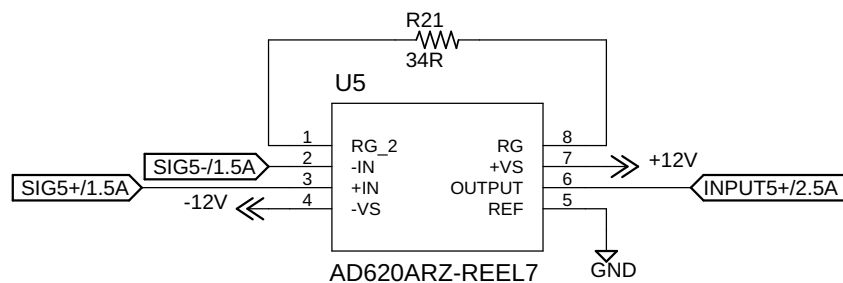 R21
34R
U5
1 RG_2 RG 8
SIG5-/1.5A 2 -IN +VS 7 +12V
SIG5+/1.5A 3 +IN OUTPUT 6 INPUT5+/2.5A
-12V 4 -VS REF 5
AD620ARZ-REEL7
GND